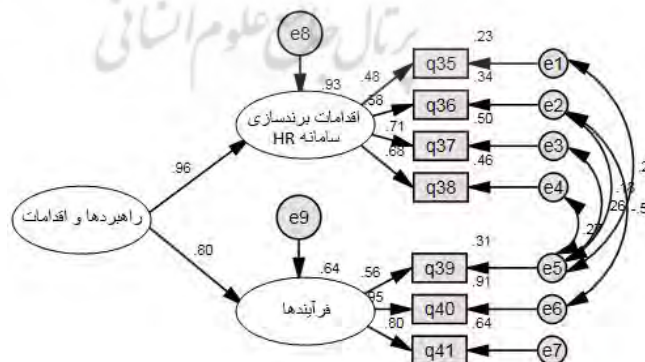 پرتال جامع علوم انسانی
e8
.23
.93
.48
q35
e1
.34
.58
اقدامات برندسازی
سامانه HR
q36
e2
.50
.71
q37
e3
.46
.68
q38
e4
.96
راهبردها و اقدامات
.80
e9
.64
فرآیندها
.31
.56
q39
e5
.91
.95
q40
e6
.64
.80
q41
e7
.27
.26